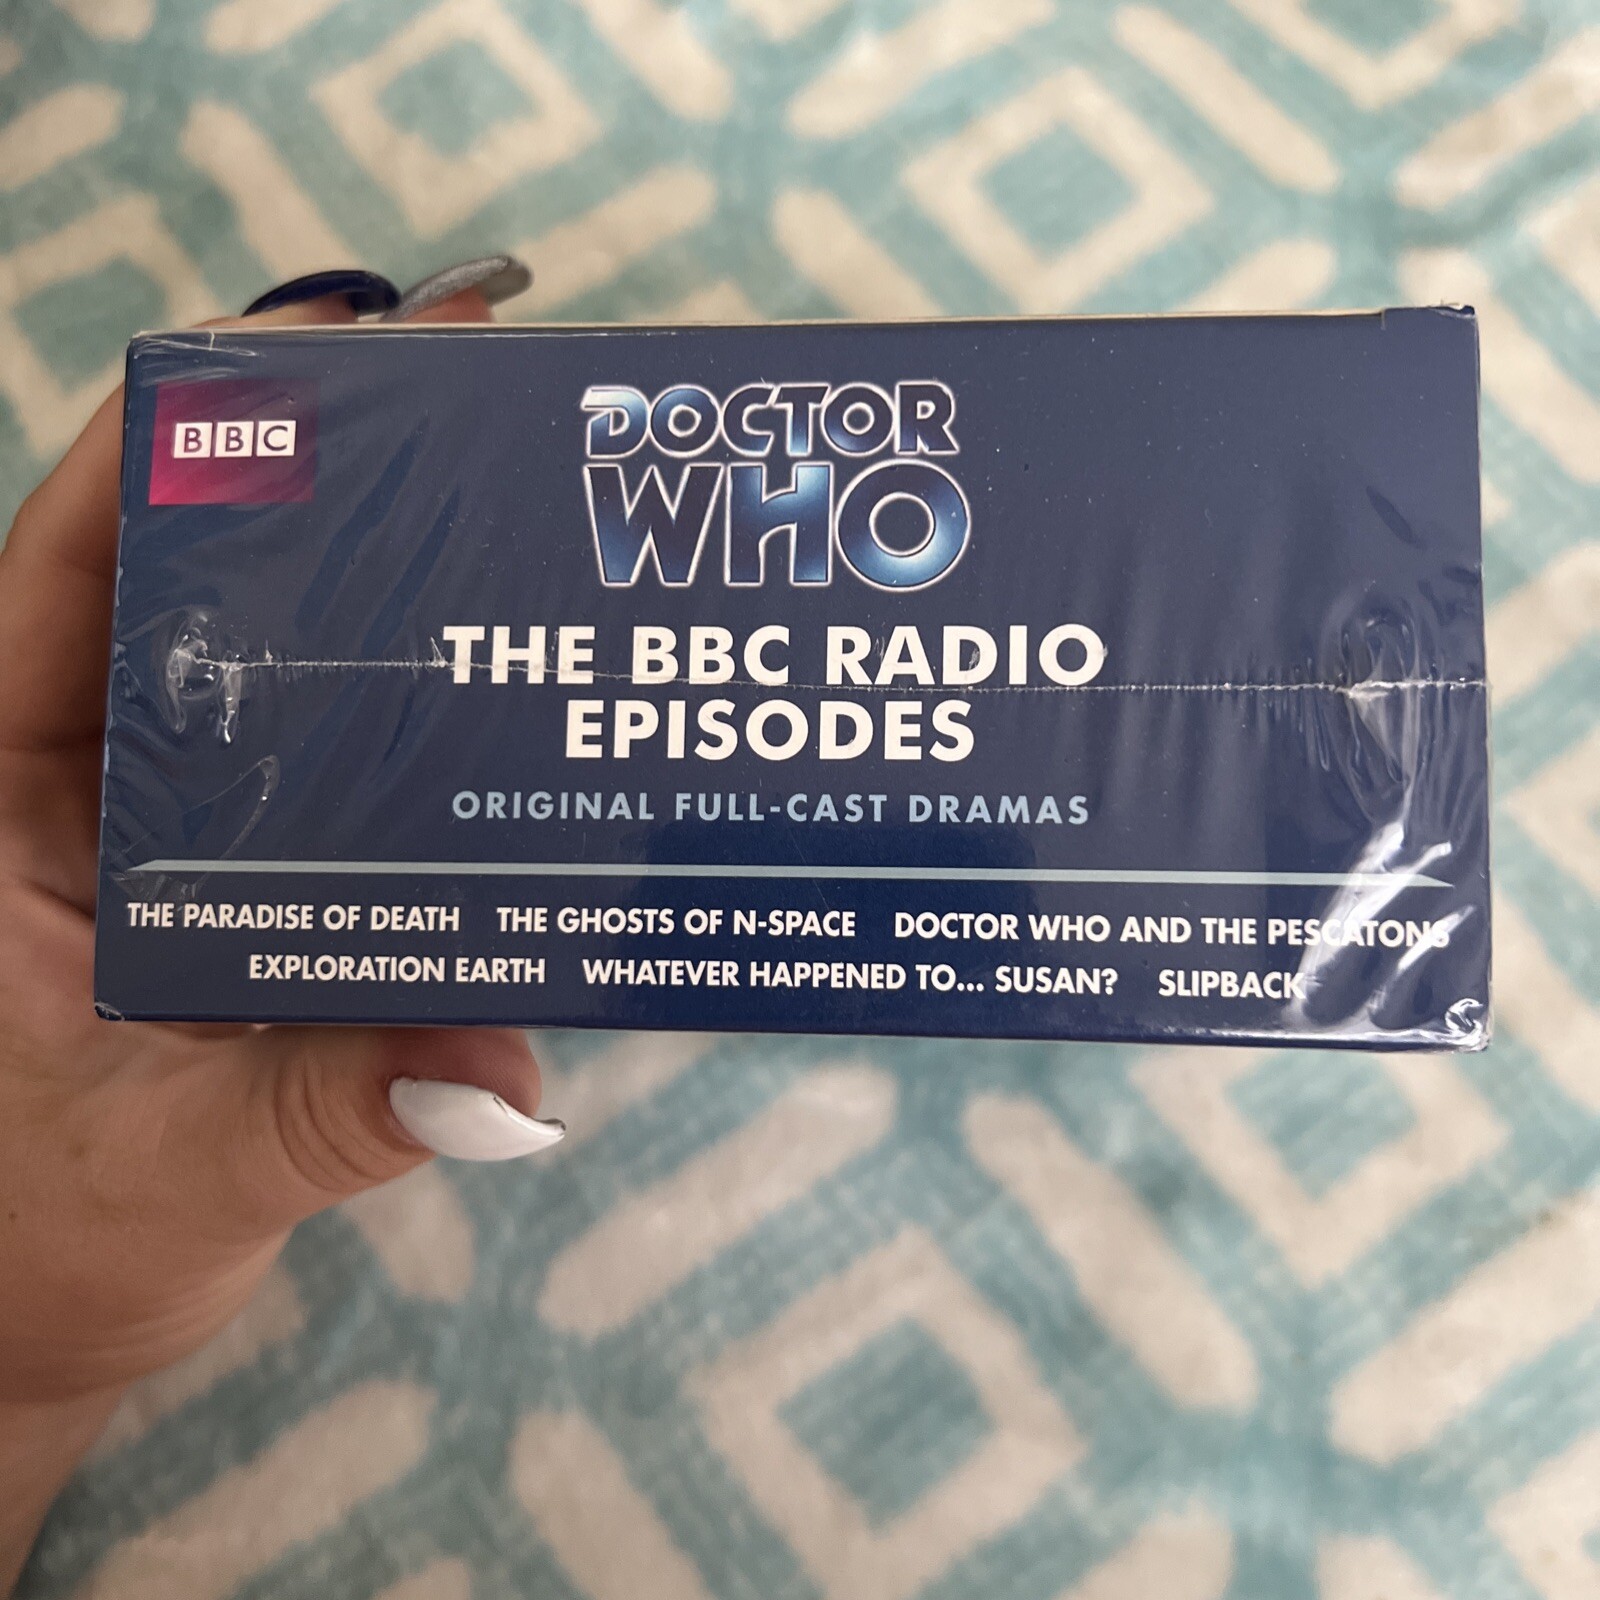 BBC
DOCTOR
WHO
THE BBC RADIO
EPISODES
ORIGINAL FULL-CAST DRAMAS
THE PARADISE OF DEATH THE GHOSTS OF N-SPACE DOCTOR WHO AND THE PESCATONS
EXPLORATION EARTH WHATEVER HAPPENED TO... SUSAN? SLIPBACK